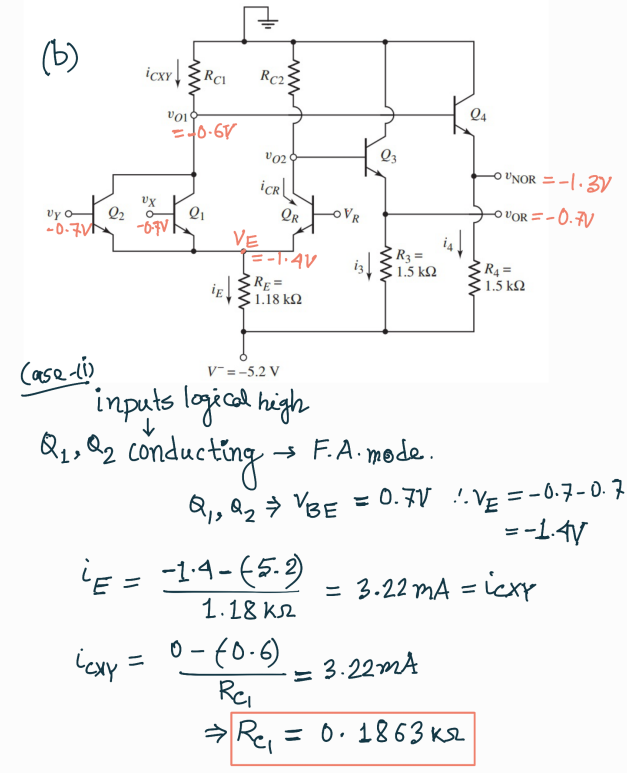 (b)
iCXY
RC1
RC2
vO1
= -0.6V
Q4
vO2
Q3
vNOR = -1.3V
iCR
vY
-0.7V
Q2
vX
-0.7V
Q1
QR
VR
vOR = -0.7V
VE
= -1.4V
i4
i3
R3 =
1.5 kΩ
R4 =
1.5 kΩ
iE
RE =
1.18 kΩ
V⁻ = −5.2 V
Case-(i)
inputs logical high
↓
Q1, Q2 conducting → F.A. mode.
Q1, Q2 ⇒ VBE = 0.7V ∴ VE = -0.7-0.7
= -1.4V
iE = -1.4-(-5.2) / 1.18 kΩ = 3.22 mA = iCXY
iCXY = 0-(-0.6) / RC1 = 3.22mA
⇒ RC1 = 0.1863 kΩ